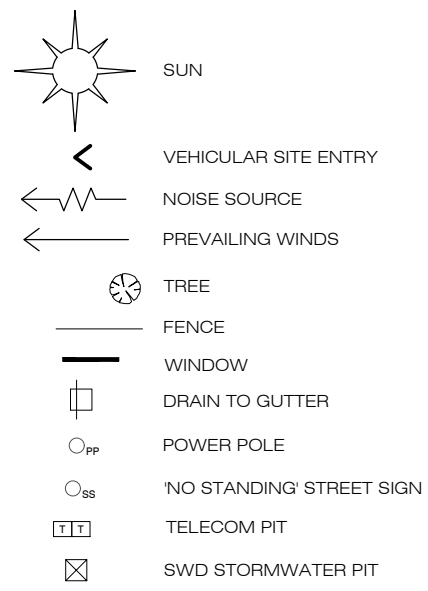 SUN
VEHICULAR SITE ENTRY
NOISE SOURCE
PREVAILING WINDS
TREE
FENCE
WINDOW
DRAIN TO GUTTER
PP POWER POLE
SS 'NO STANDING' STREET SIGN
T T TELECOM PIT
SWD STORMWATER PIT